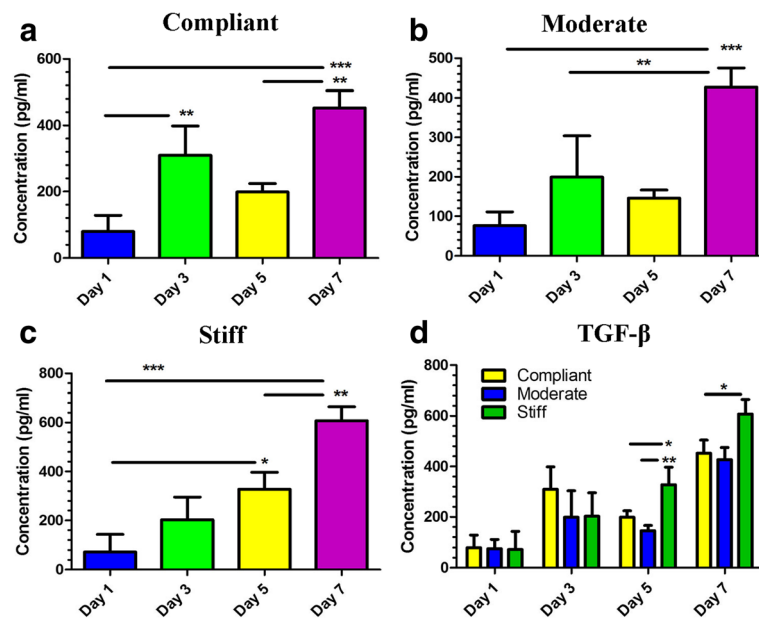 a
Compliant
Concentration (pg/ml)
600
400
200
0
**
***
**
Day 1
Day 3
Day 5
Day 7
b
Moderate
Concentration (pg/ml)
500
400
300
200
100
0
**
***
Day 1
Day 3
Day 5
Day 7
c
Stiff
Concentration (pg/ml)
800
600
400
200
0
***
**
*
Day 1
Day 3
Day 5
Day 7
d
TGF-β
Concentration (pg/ml)
800
600
400
200
0
Compliant
Moderate
Stiff
*
**
*
Day 1
Day 3
Day 5
Day 7